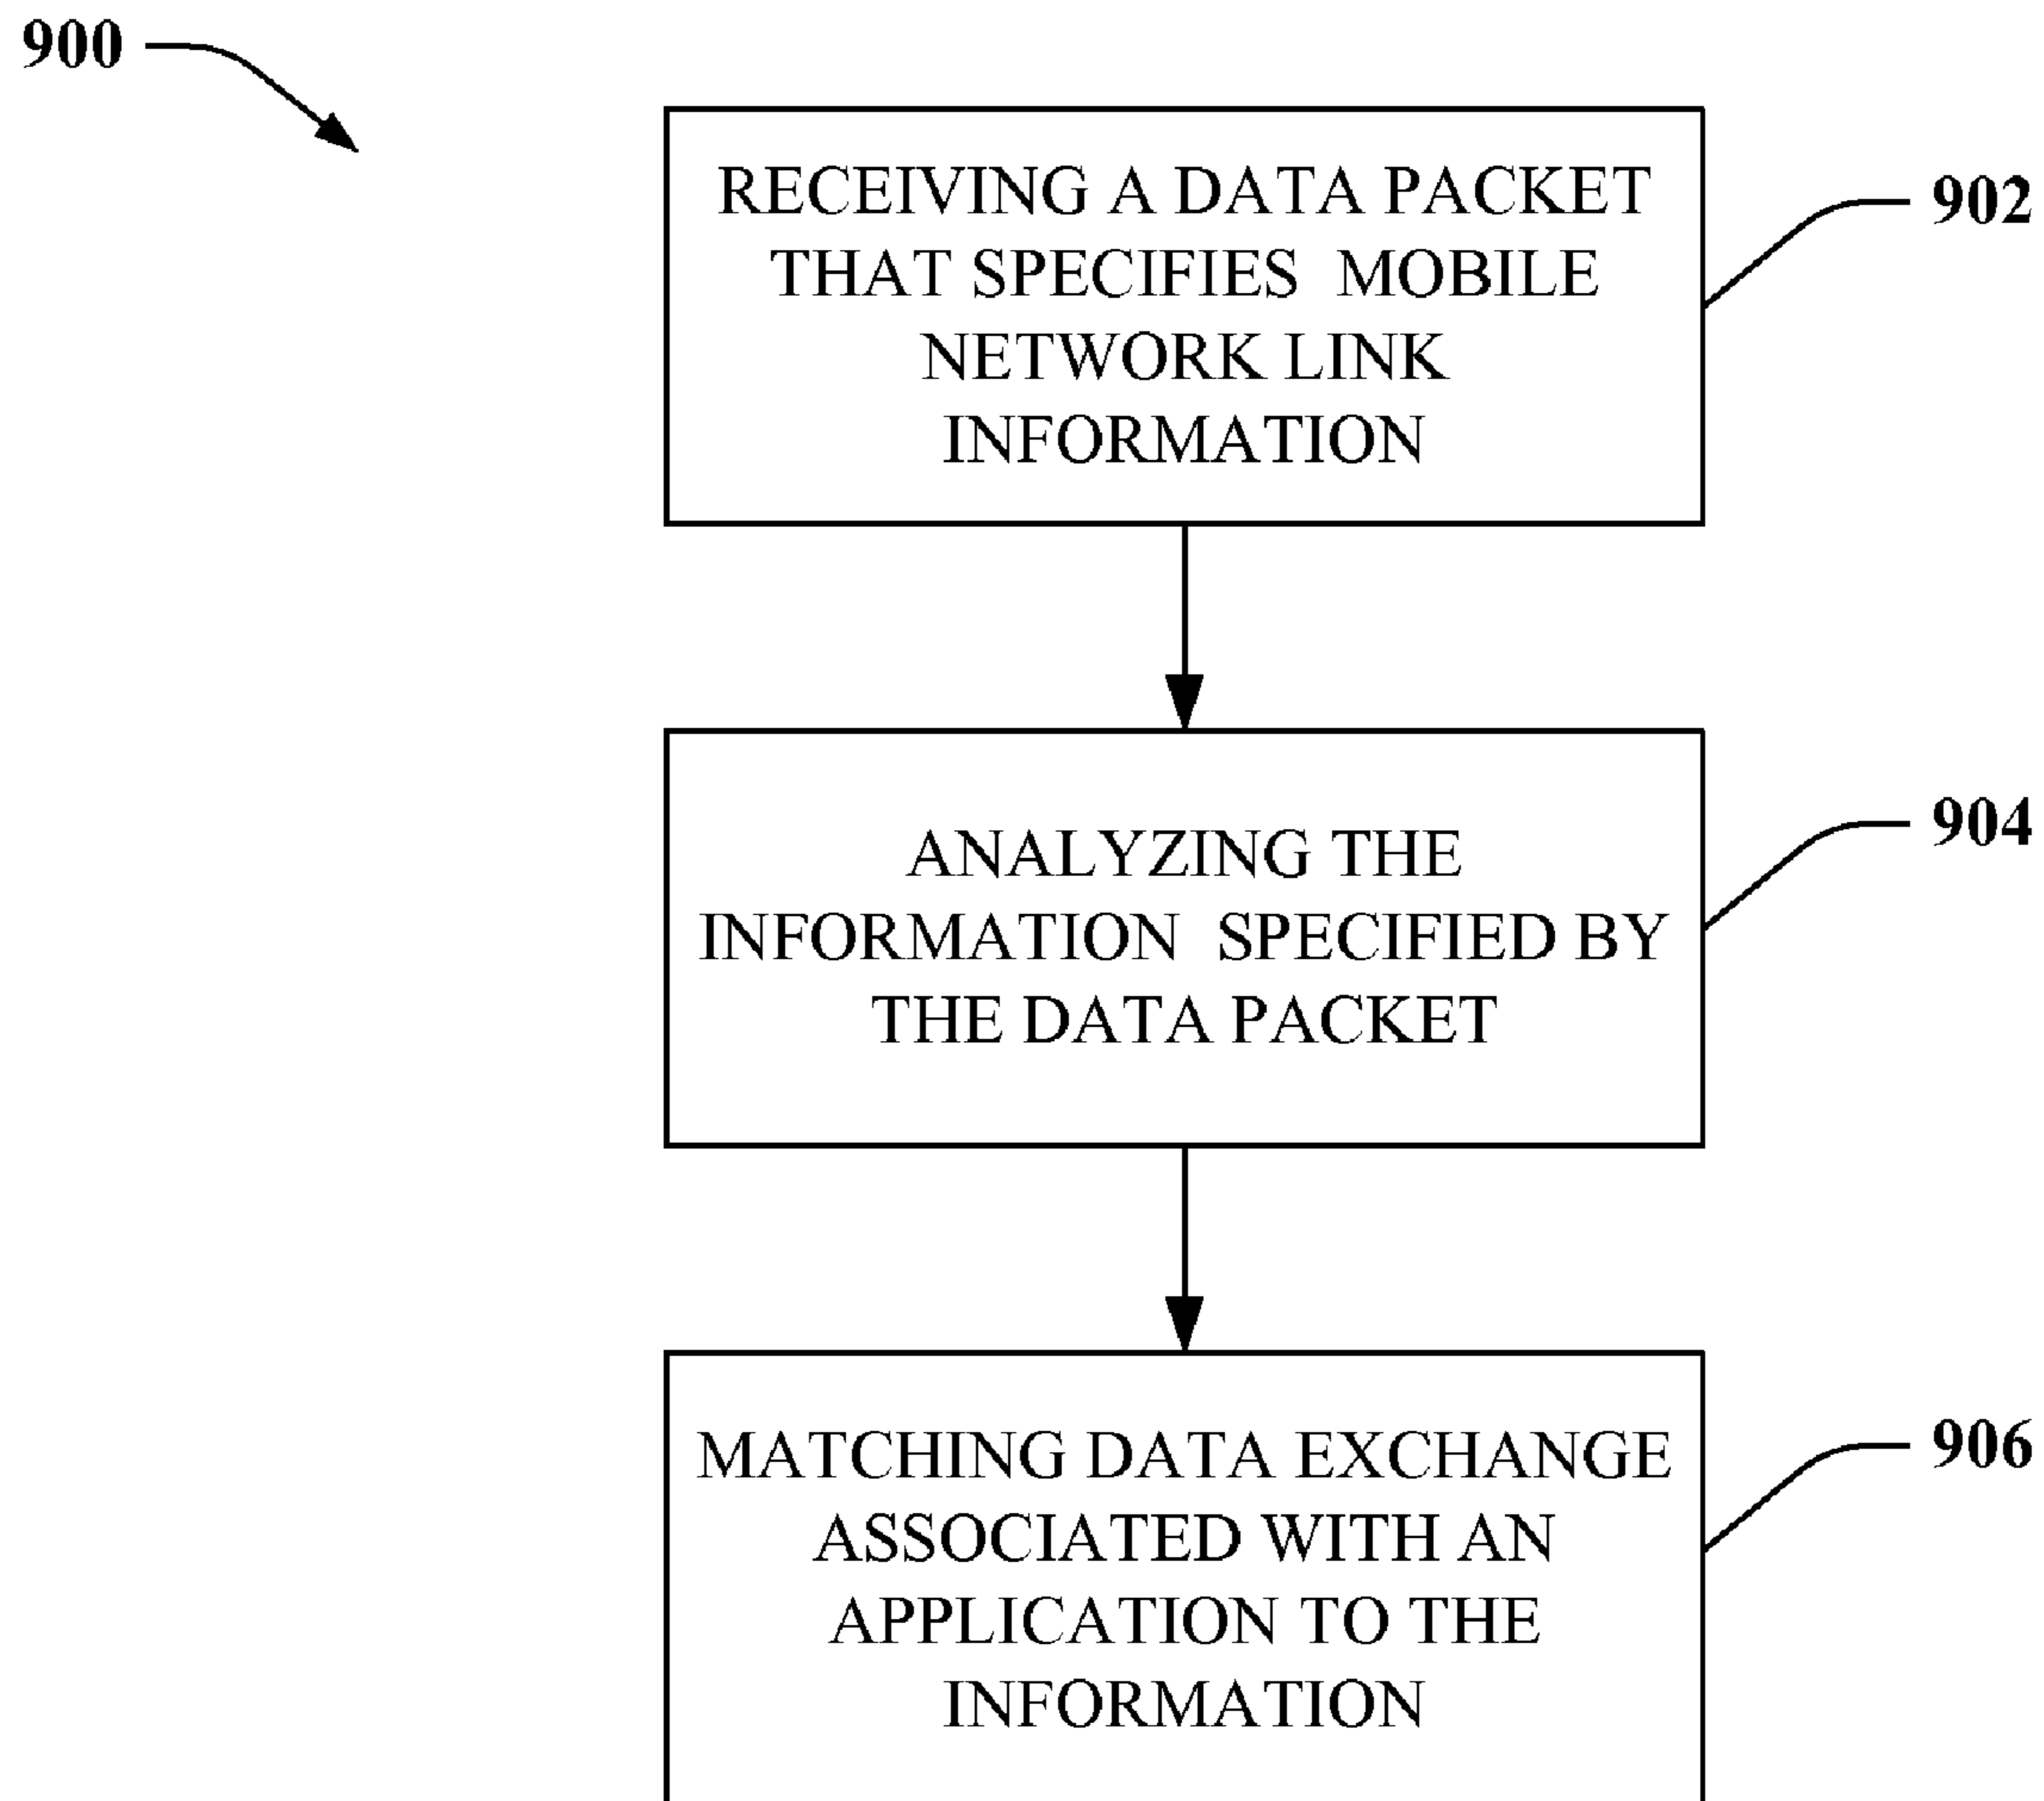 900
RECEIVING A DATA PACKET
THAT SPECIFIES MOBILE
NETWORK LINK
INFORMATION
902
ANALYZING THE
INFORMATION SPECIFIED BY
THE DATA PACKET
904
MATCHING DATA EXCHANGE
ASSOCIATED WITH AN
APPLICATION TO THE
INFORMATION
906